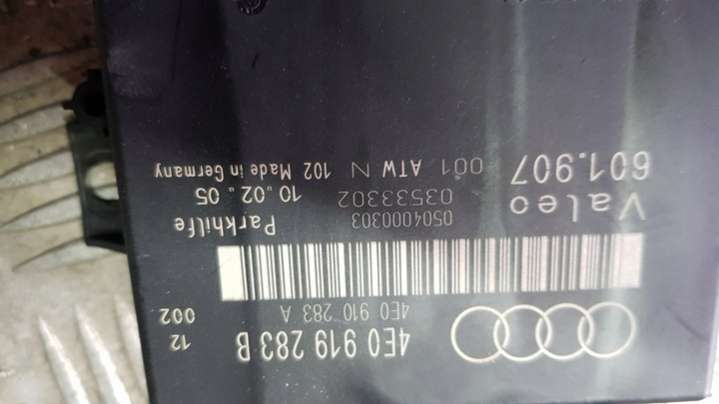 4E0 919 283 B
12
4E0 910 283 A
002
0504000303
Parkhilfe
Valeo
03533302
10.02.05
601.907
001 ATW N 102 Made in Germany